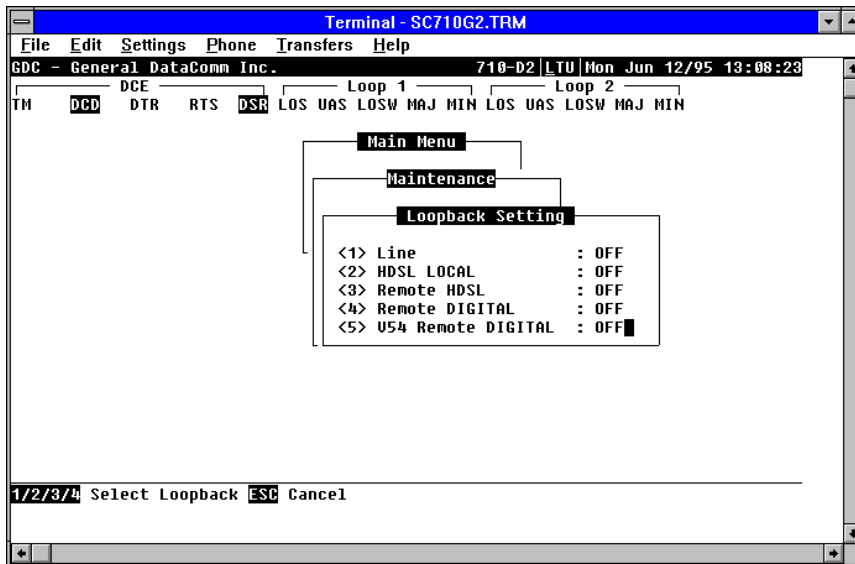 Terminal - SC710G2.TRM
File Edit Settings Phone Transfers Help
GDC - General DataComm Inc. 710-D2|LTU|Mon Jun 12/95 13:08:23
DCE Loop 1 Loop 2
TM DCD DTR RTS DSR LOS UAS LOSW MAJ MIN LOS UAS LOSW MAJ MIN
Main Menu
Maintenance
Loopback Setting
<1> Line : OFF
<2> HDSL LOCAL : OFF
<3> Remote HDSL : OFF
<4> Remote DIGITAL : OFF
<5> V54 Remote DIGITAL : OFF
1/2/3/4 Select Loopback ESC Cancel